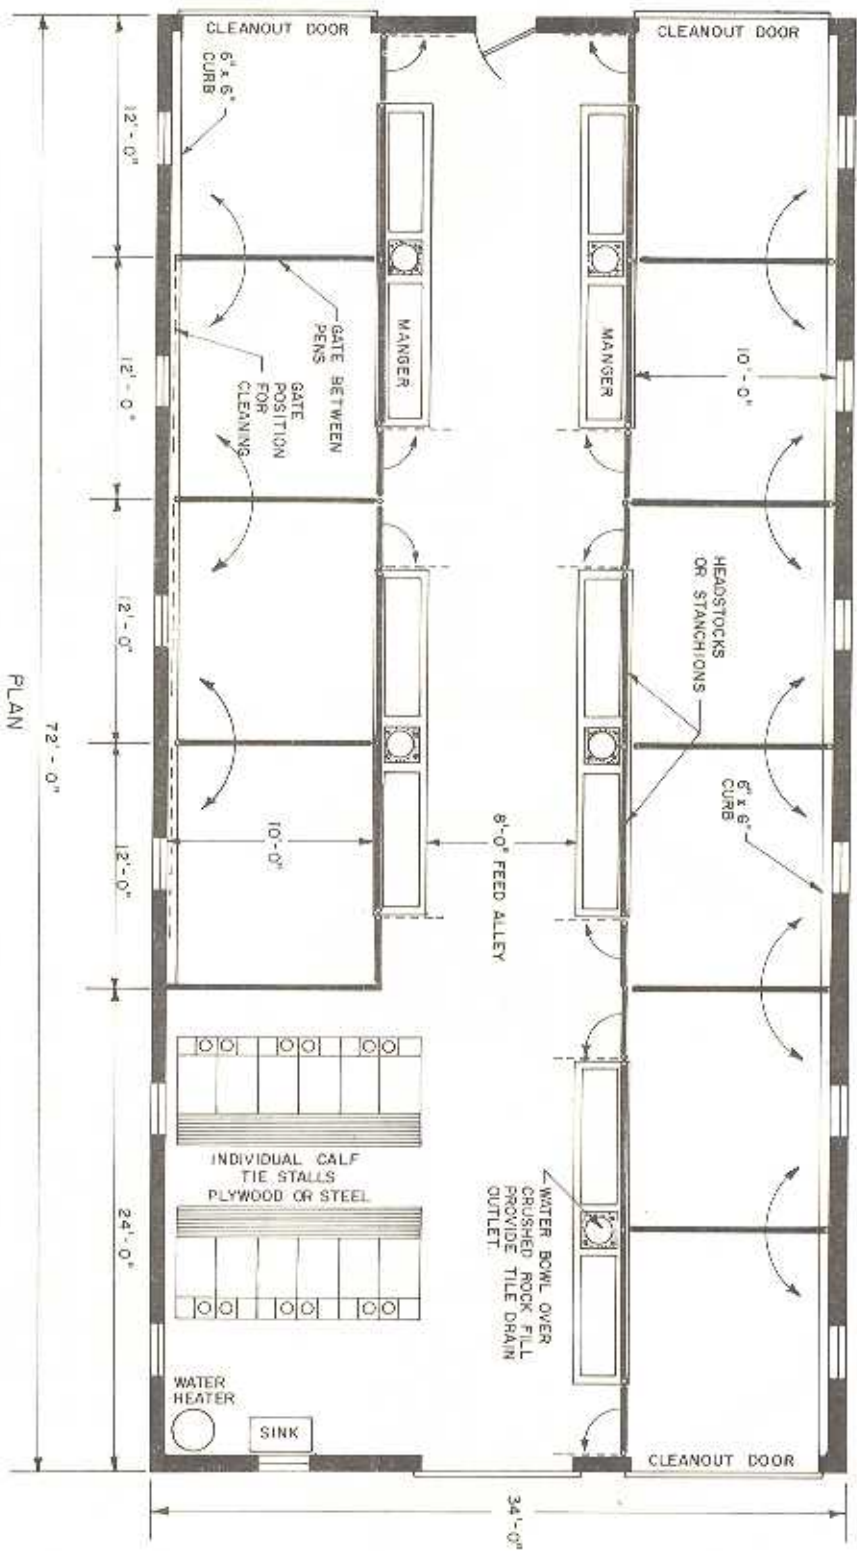 CLEANOUT DOOR
CLEANOUT DOOR
6" x 6"
CURB
12'-0"
12'-0"
12'-0"
12'-0"
24'-0"
72'-0"
PLAN
GATE BETWEEN
PENS
GATE
POSITION
FOR
CLEANING
MANGER
MANGER
10'-0"
HEADSTOCKS
OR STANCHIONS
6" x 6"
CURB
10'-0"
8'-0" FEED ALLEY
INDIVIDUAL CALF
TIE STALLS
PLYWOOD OR STEEL
WATER BOWL OVER
CRUSHED ROCK FILL
PROVIDE TILE DRAIN
OUTLET.
WATER
HEATER
SINK
CLEANOUT DOOR
34'-0"